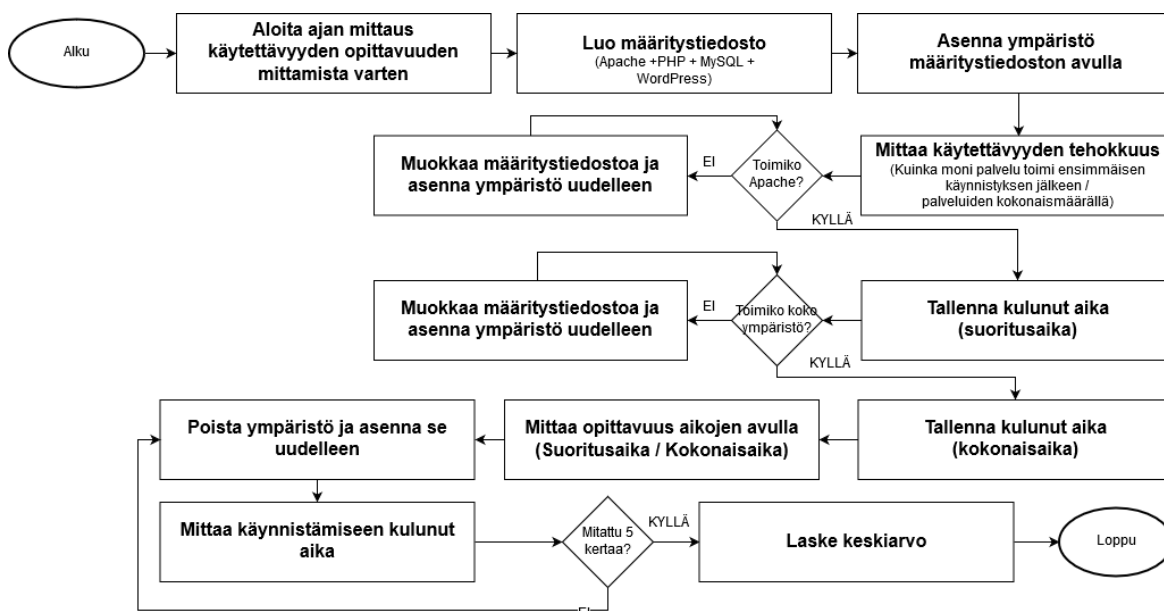 Alku
Aloita ajan mittaus
käytettävyyden opittavuuden
mittamista varten
Luo määritystiedosto
(Apache +PHP + MySQL +
WordPress)
Asenna ympäristö
määritystiedoston avulla
Muokkaa määritystiedostoa ja
asenna ympäristö uudelleen
EI
Toimiko
Apache?
Mittaa käytettävyyden tehokkuus
(Kuinka moni palvelu toimi ensimmäisen
käynnistyksen jälkeen /
palveluiden kokonaismäärällä)
KYLLÄ
Muokkaa määritystiedostoa ja
asenna ympäristö uudelleen
EI
Toimiko koko
ympäristö?
Tallenna kulunut aika
(suoritusaika)
KYLLÄ
Poista ympäristö ja asenna se
uudelleen
Mittaa opittavuus aikojen avulla
(Suoritusaika / Kokonaisaika)
Tallenna kulunut aika
(kokonaisaika)
Mittaa käynnistämiseen kulunut
aika
Mitattu 5
kertaa?
KYLLÄ
Laske keskiarvo
Loppu
EI